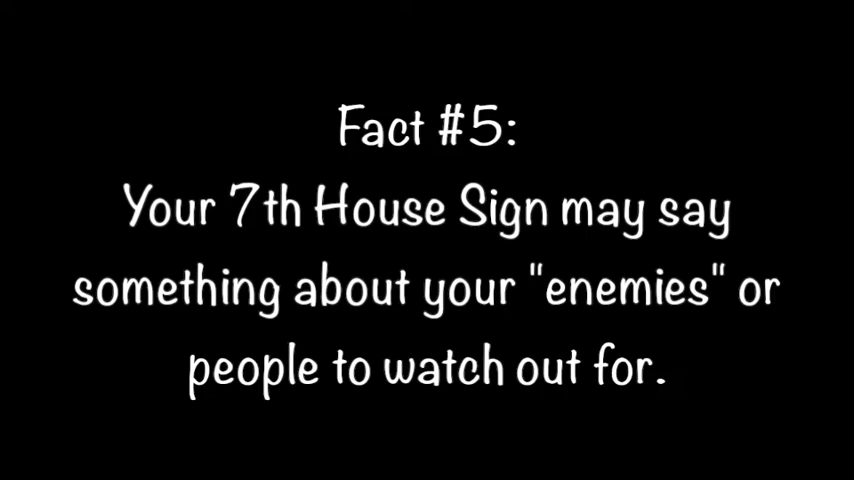 Fact #5:
Your 7th House Sign may say
something about your "enemies" or
people to watch out for.